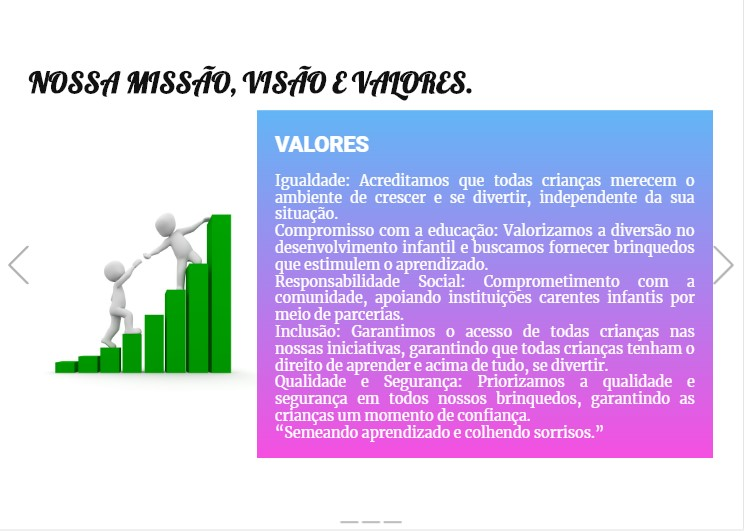 NOSSA MISSÃO, VISÃO E VALORES.
VALORES
Igualdade: Acreditamos que todas crianças merecem o
ambiente de crescer e se divertir, independente da sua
situação.
Compromisso com a educação: Valorizamos a diversão no
desenvolvimento infantil e buscamos fornecer brinquedos
que estimulem o aprendizado.
Responsabilidade Social: Comprometimento com a
comunidade, apoiando instituições carentes infantis por
meio de parcerias.
Inclusão: Garantimos o acesso de todas crianças nas
nossas iniciativas, garantindo que todas crianças tenham o
direito de aprender e acima de tudo, se divertir.
Qualidade e Segurança: Priorizamos a qualidade e
segurança em todos nossos brinquedos, garantindo as
crianças um momento de confiança.
“Semeando aprendizado e colhendo sorrisos.”